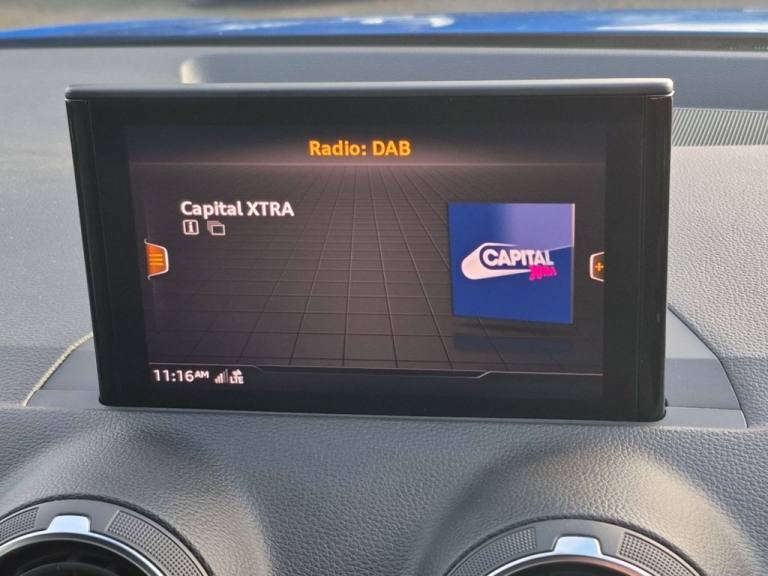 Radio: DAB
Capital XTRA
CAPITAL
XTRA
11:16AM LTE